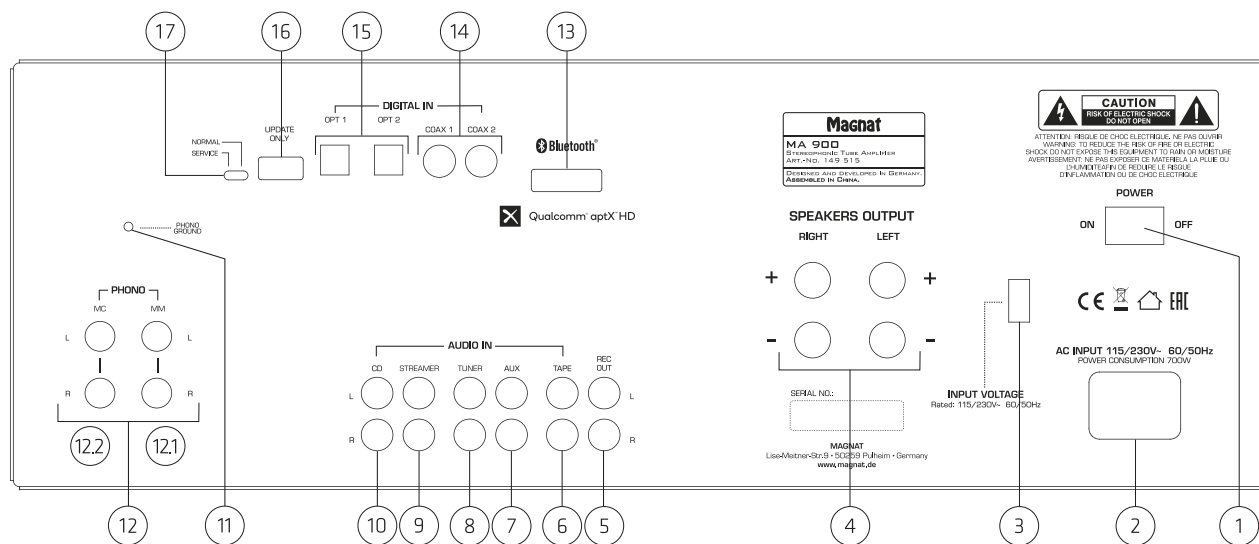 17
16
15
14
13
DIGITAL IN
OPT 1
OPT 2
COAX 1
COAX 2
UPDATE
ONLY
NORMAL
SERVICE
Bluetooth®
Qualcomm® aptX™ HD
PHONO
GROUND
PHONO
MC
MM
L
L
R
R
12.2
12.1
AUDIO IN
CD
STREAMER
TUNER
AUX
TAPE
REC
OUT
L
L
R
R
Magnat
MA 900
STEREOPHONIC TUBE AMPLIFIER
ART.-NO. 149 515
DESIGNED AND DEVELOPED IN GERMANY.
ASSEMBLED IN CHINA.
SPEAKERS OUTPUT
RIGHT
LEFT
+
+
-
-
SERIAL NO.:
MAGNAT
Lise-Meitner-Str.9 • 50259 Pulheim • Germany
www.magnat.de
CAUTION
RISK OF ELECTRIC SHOCK
DO NOT OPEN
ATTENTION: RISQUE DE CHOC ELECTRIQUE. NE PAS OUVRIR
WARNING: TO REDUCE THE RISK OF FIRE OR ELECTRIC
SHOCK DO NOT EXPOSE THIS EQUIPMENT TO RAIN OR MOISTURE
AVERTISSEMENT: NE PAS EXPOSER CE MATERIELA LA PLUIE OU
L'HUMIDITEAFIN DE REDUIRE LE RISQUE
D'INFLAMMATION OU DE CHOC ELECTRIQUE
POWER
ON
OFF
CE
EAC
INPUT VOLTAGE
Rated: 115/230V~ 60/50Hz
AC INPUT 115/230V~ 60/50Hz
POWER CONSUMPTION 700W
12
11
10
9
8
7
6
5
4
3
2
1